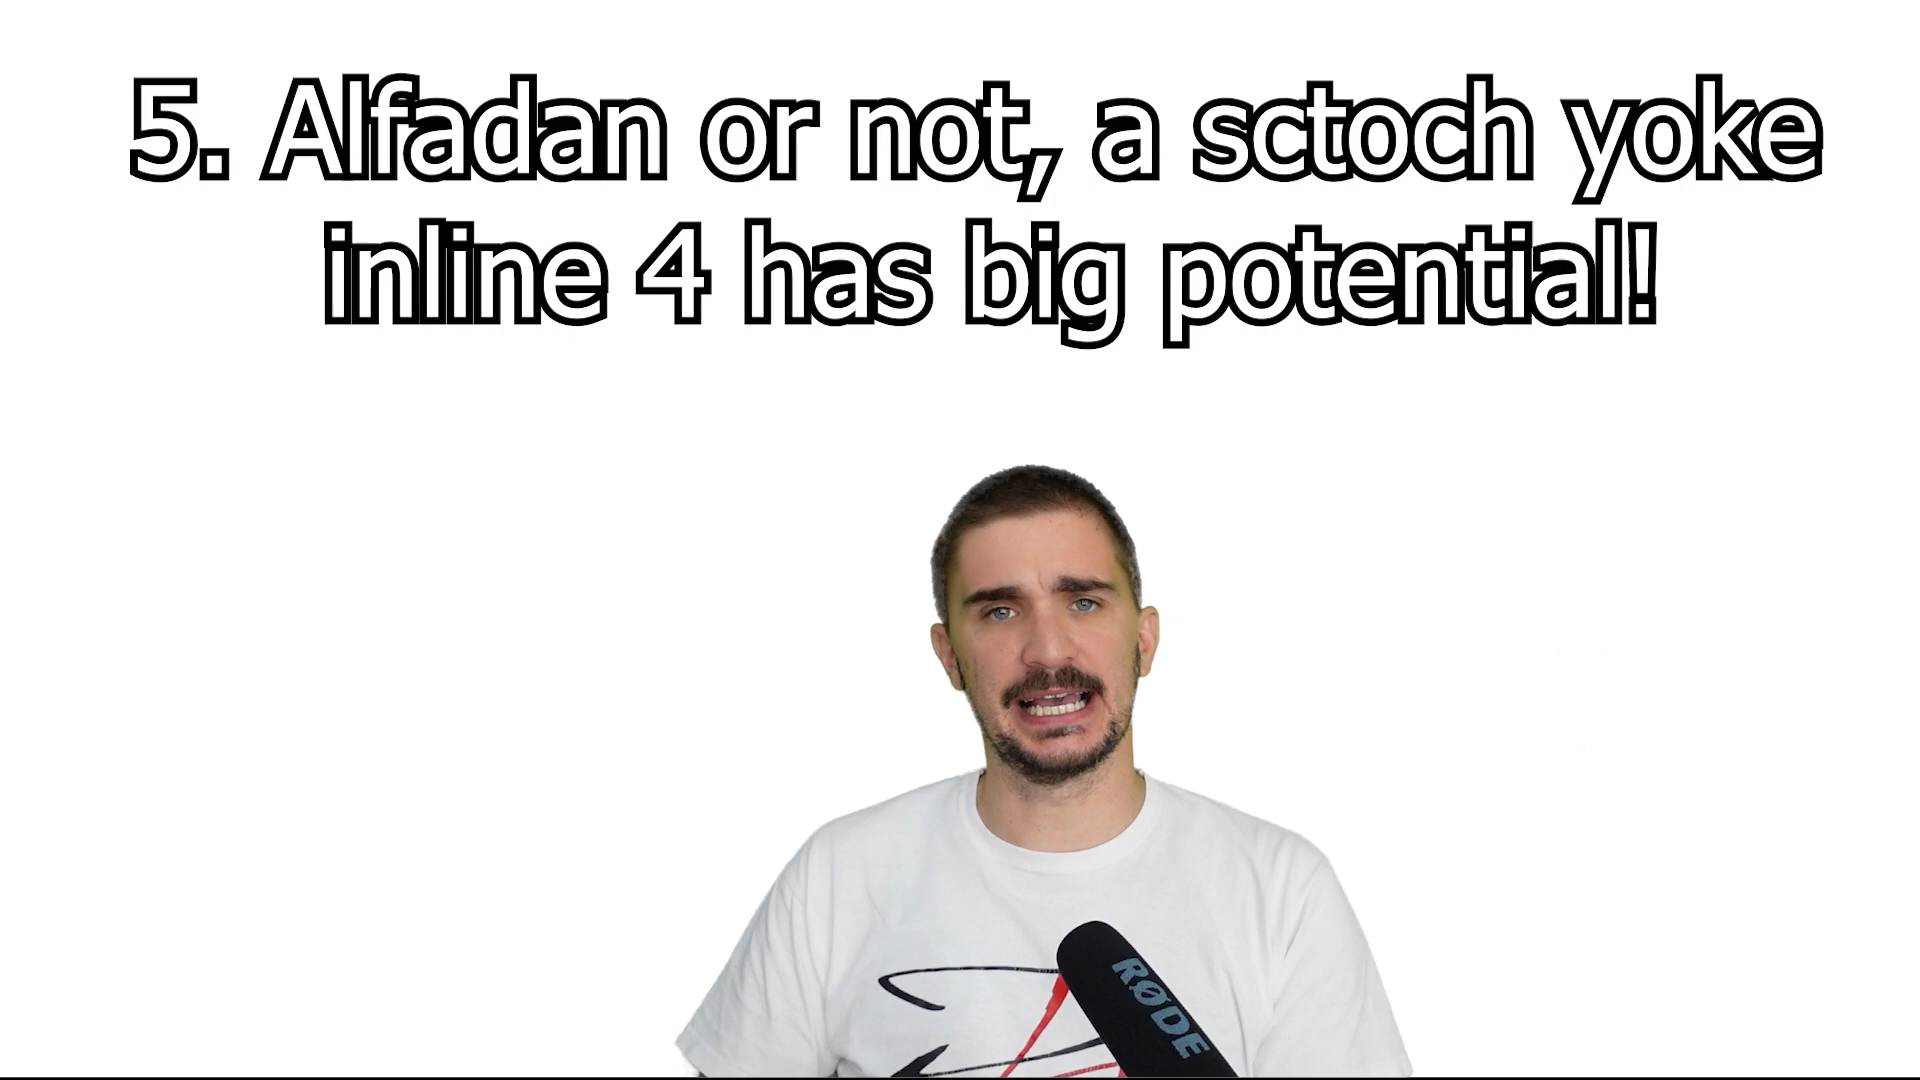 5. Alfadan or not, a sctoch yoke
inline 4 has big potential!
RØDE